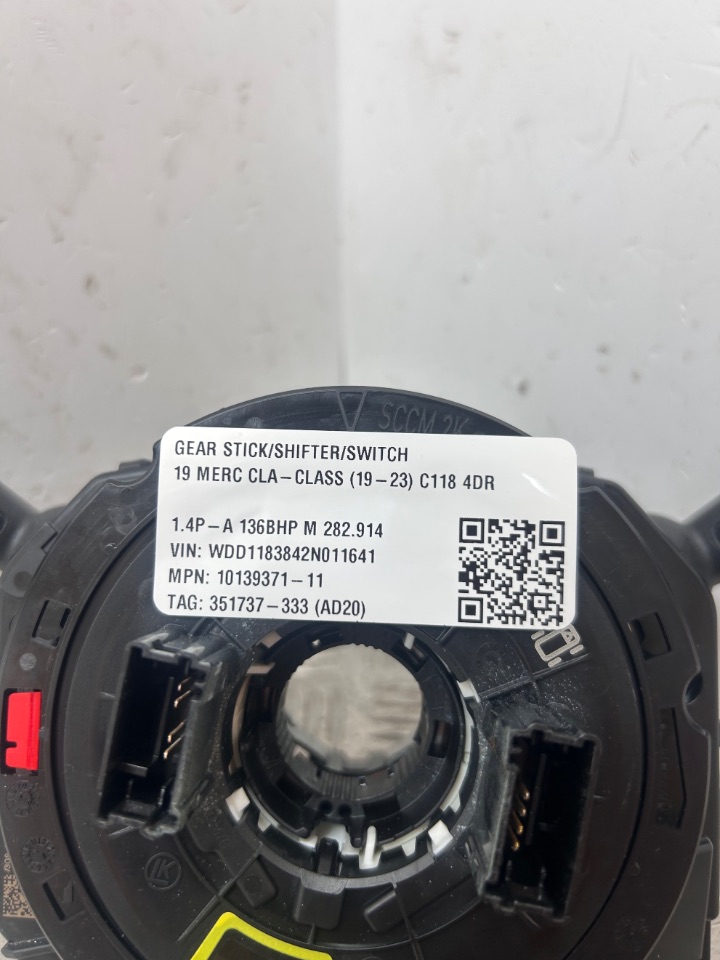 SCCM 2K
GEAR STICK/SHIFTER/SWITCH
19 MERC CLA-CLASS (19-23) C118 4DR
1.4P-A 136BHP M 282.914
VIN: WDD1183842N011641
MPN: 10139371-11
TAG: 351737-333 (AD20)